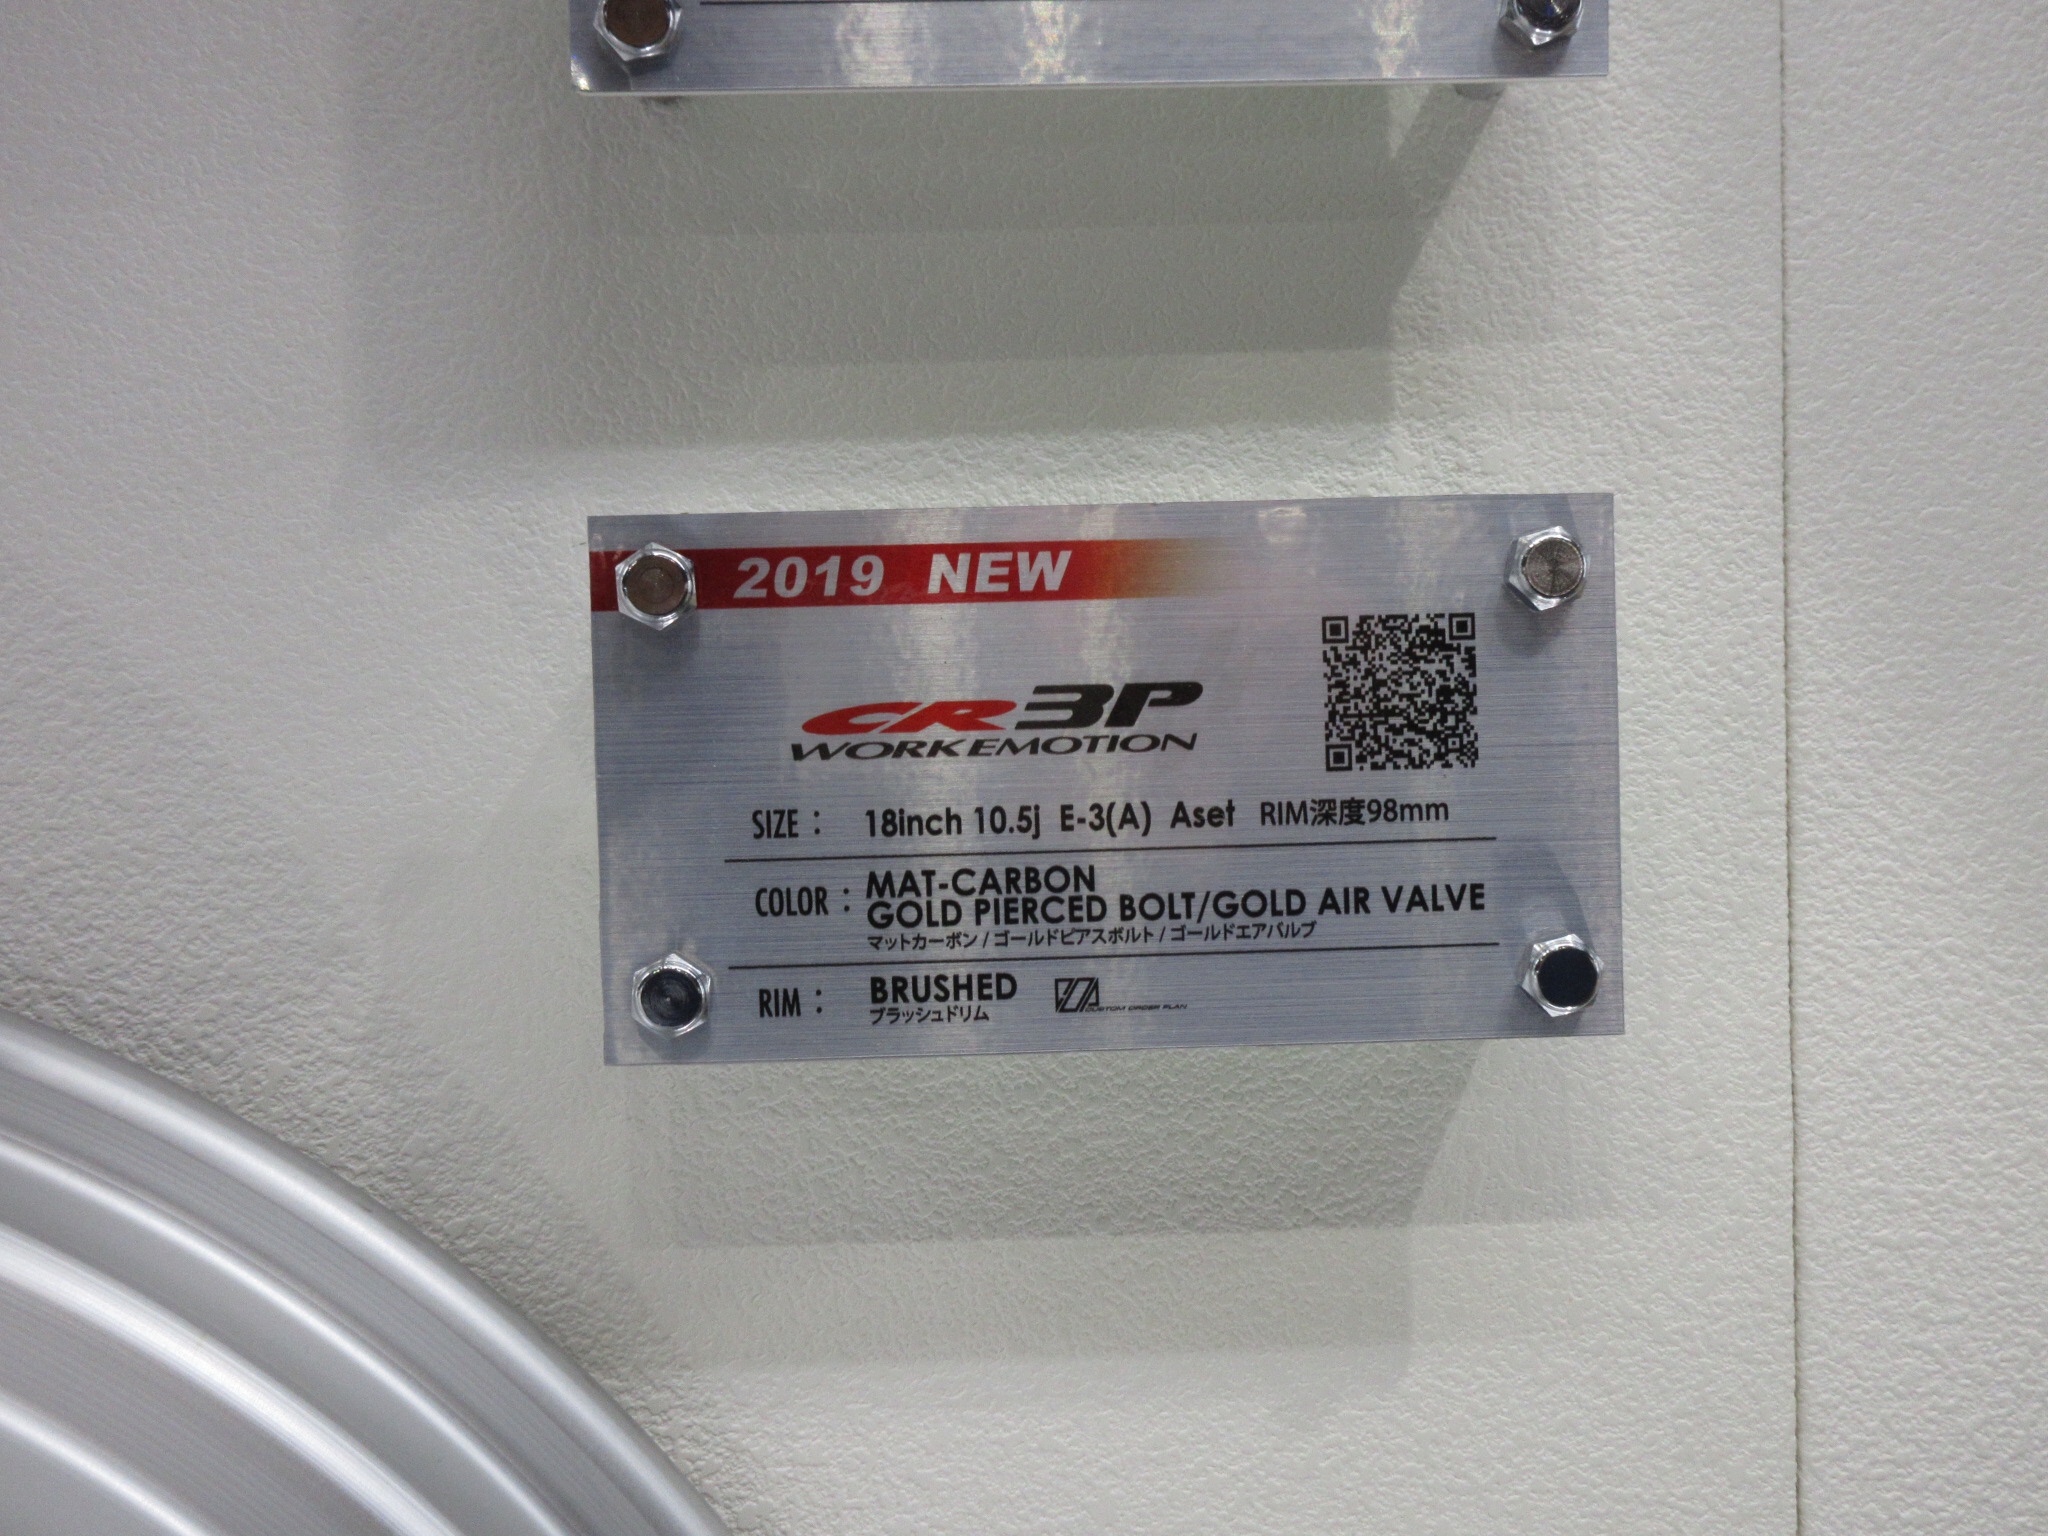 2019 NEW
CR3P
WORK EMOTION
SIZE : 18inch 10.5j E-3(A) Aset RIM深度98mm
COLOR : MAT-CARBON
GOLD PIERCED BOLT/GOLD AIR VALVE
マットカーボン / ゴールドピアスボルト / ゴールドエアバルブ
RIM : BRUSHED
ブラッシュドリム
CUSTOM ORDER PLAN